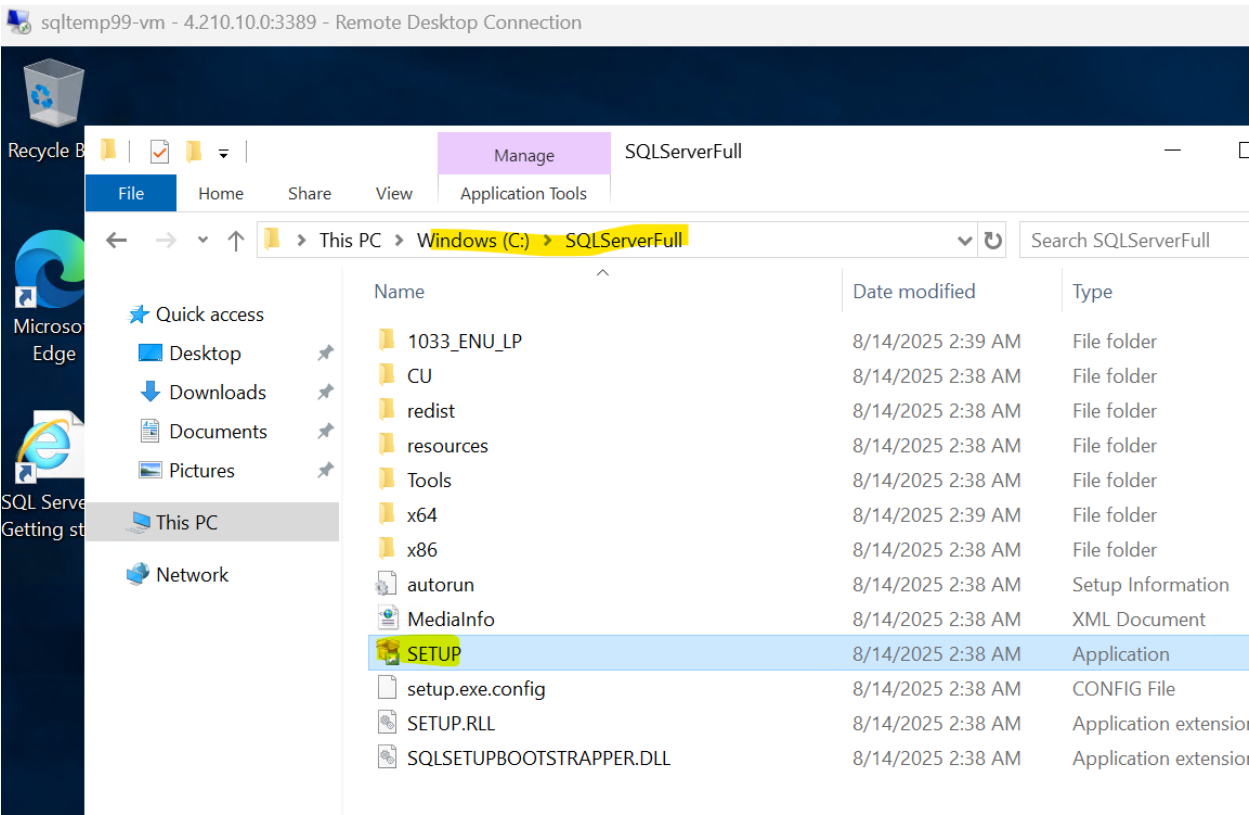 sqltemp99-vm - 4.210.10.0:3389 - Remote Desktop Connection
Recycle B
Manage
SQLServerFull
File
Home
Share
View
Application Tools
This PC
Windows (C:)
SQLServerFull
Search SQLServerFull
Microso
Edge
SQL Serve
Getting st
Quick access
Desktop
Downloads
Documents
Pictures
This PC
Network
Name Date modified Type
1033_ENU_LP 8/14/2025 2:39 AM File folder
CU 8/14/2025 2:38 AM File folder
redist 8/14/2025 2:38 AM File folder
resources 8/14/2025 2:38 AM File folder
Tools 8/14/2025 2:38 AM File folder
x64 8/14/2025 2:39 AM File folder
x86 8/14/2025 2:38 AM File folder
autorun 8/14/2025 2:38 AM Setup Information
MediaInfo 8/14/2025 2:38 AM XML Document
SETUP 8/14/2025 2:38 AM Application
setup.exe.config 8/14/2025 2:38 AM CONFIG File
SETUP.RLL 8/14/2025 2:38 AM Application extensio
SQLSETUPBOOTSTRAPPER.DLL 8/14/2025 2:38 AM Application extensio